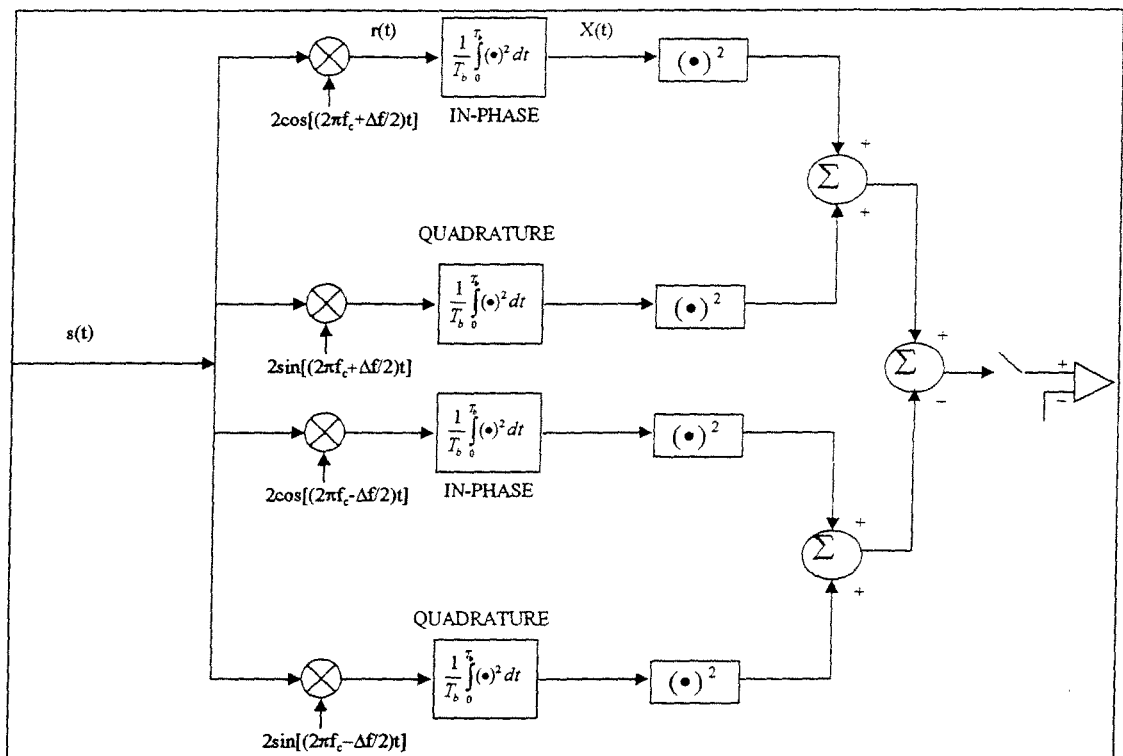 r(t)
X(t)
1/T_b ∫_0^{T_b} (•)² dt
(•)²
2cos[(2πf_c+Δf/2)t]
IN-PHASE
+
Σ
+
QUADRATURE
1/T_b ∫_0^{T_b} (•)² dt
(•)²
s(t)
2sin[(2πf_c+Δf/2)t]
+
Σ
−
+
−
1/T_b ∫_0^{T_b} (•)² dt
(•)²
2cos[(2πf_c-Δf/2)t]
IN-PHASE
+
Σ
+
QUADRATURE
1/T_b ∫_0^{T_b} (•)² dt
(•)²
2sin[(2πf_c−Δf/2)t]